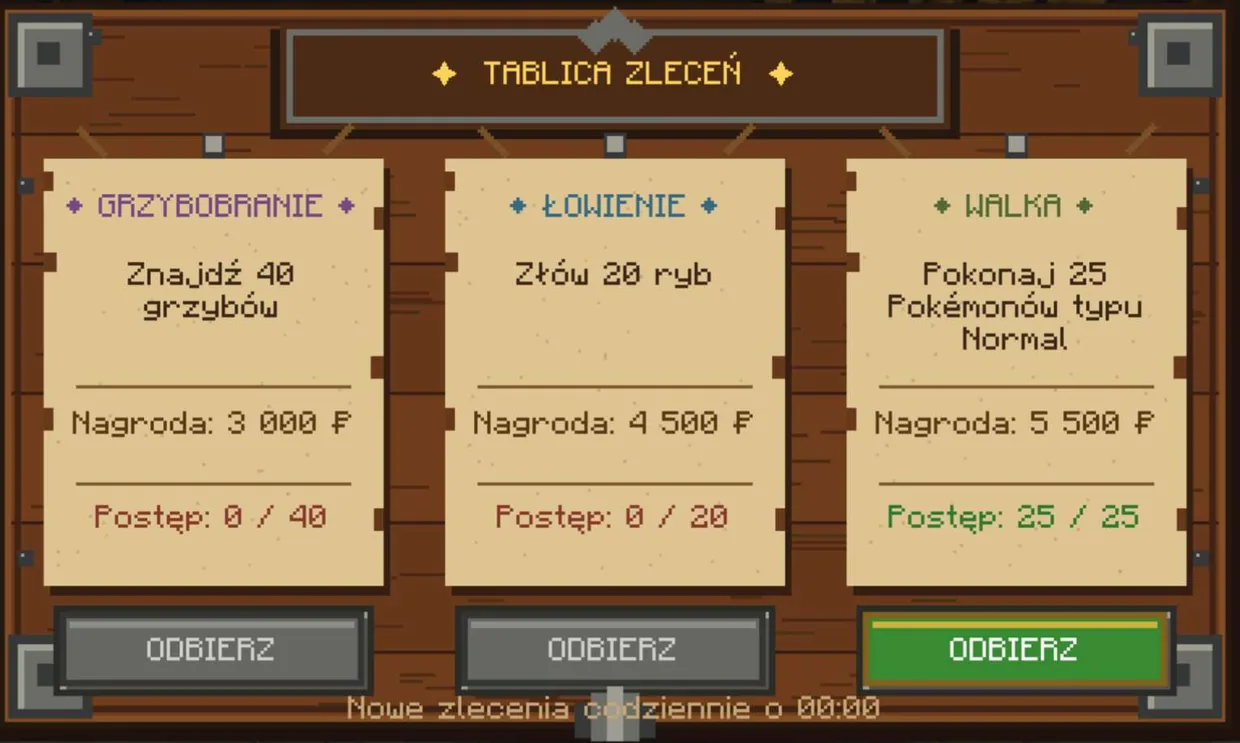 TABLICA ZLECEŃ
GRZYBOBRANIE
Znajdź 40
grzybów
Nagroda: 3 000 ₽
Postęp: 0 / 40
ODBIERZ
ŁOWIENIE
Złów 20 ryb
Nagroda: 4 500 ₽
Postęp: 0 / 20
ODBIERZ
WALKA
Pokonaj 25
Pokémonów typu
Normal
Nagroda: 5 500 ₽
Postęp: 25 / 25
ODBIERZ
Nowe zlecenia codziennie o 00:00